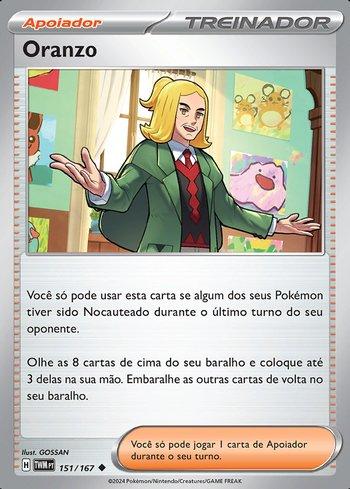 Apoiador
TREINADOR
Oranzo
Você só pode usar esta carta se algum dos seus Pokémon
tiver sido Nocauteado durante o último turno do seu
oponente.
Olhe as 8 cartas de cima do seu baralho e coloque até
3 delas na sua mão. Embaralhe as outras cartas de volta no
seu baralho.
Ilust. GOSSAN
Você só pode jogar 1 carta de Apoiador
durante o seu turno.
H TWM PT 151/167
©2024 Pokémon/Nintendo/Creatures/GAME FREAK